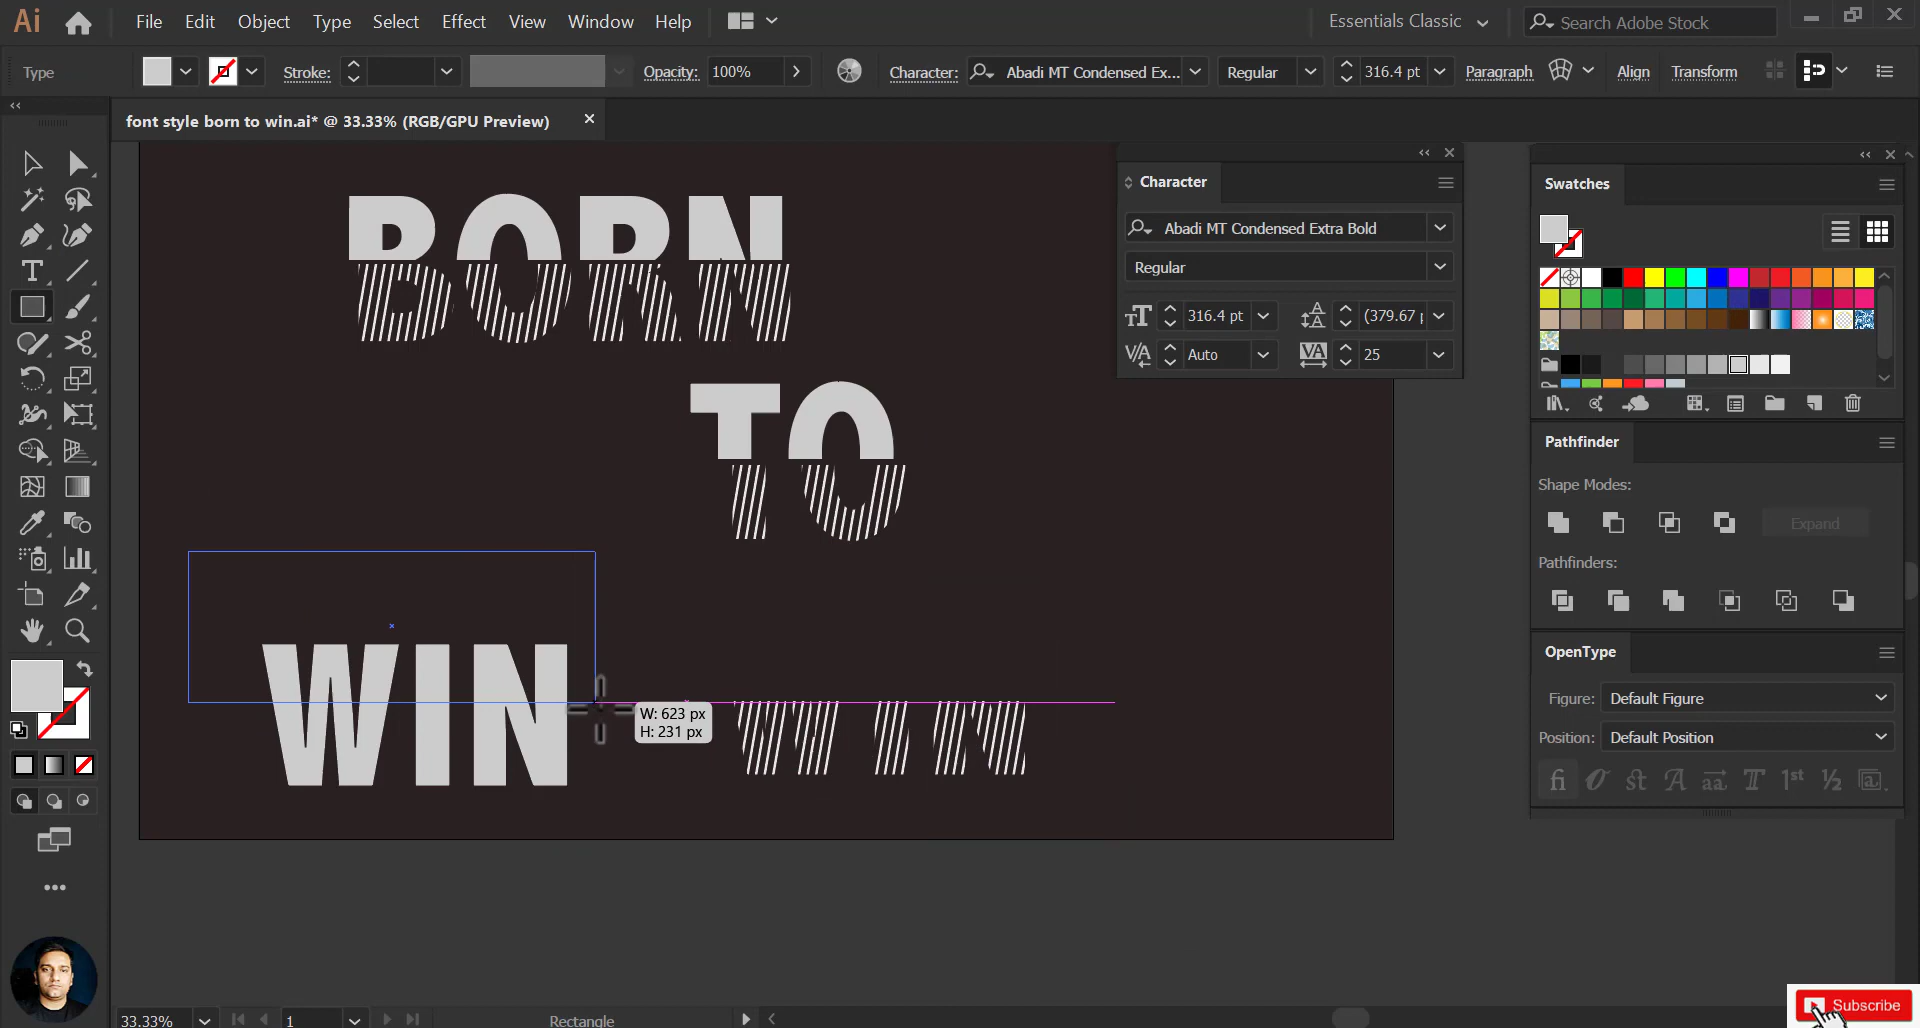 Ai File Edit Object Type Select Effect View Window Help Essentials Classic Search Adobe Stock
Type Stroke: Opacity: 100% Character: Abadi MT Condensed Ex... Regular 316.4 pt Paragraph Align Transform
font style born to win.ai* @ 33.33% (RGB/GPU Preview)
BORN
TO
WIN
WIN
W: 623 px
H: 231 px
Character
Abadi MT Condensed Extra Bold
Regular
316.4 pt (379.67 p
Auto 25
Swatches
Pathfinder
Shape Modes:
Expand
Pathfinders:
OpenType
Figure: Default Figure
Position: Default Position
33.33% 1 Rectangle
Subscribe